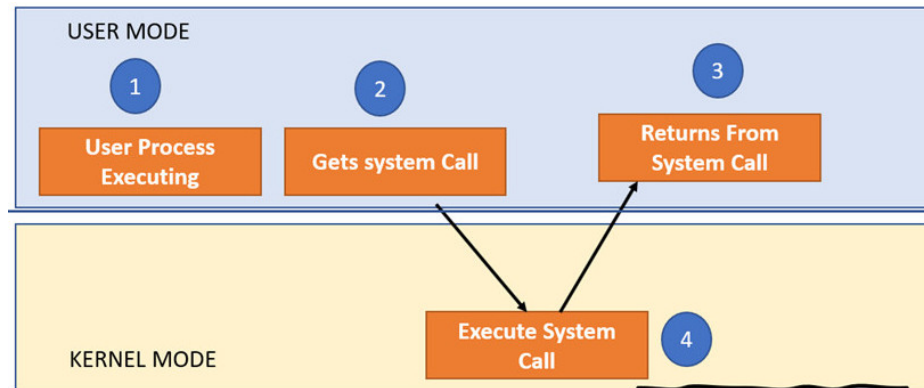 USER MODE
1
2
3
User Process
Executing
Gets system Call
Returns From
System Call
Execute System
Call
4
KERNEL MODE